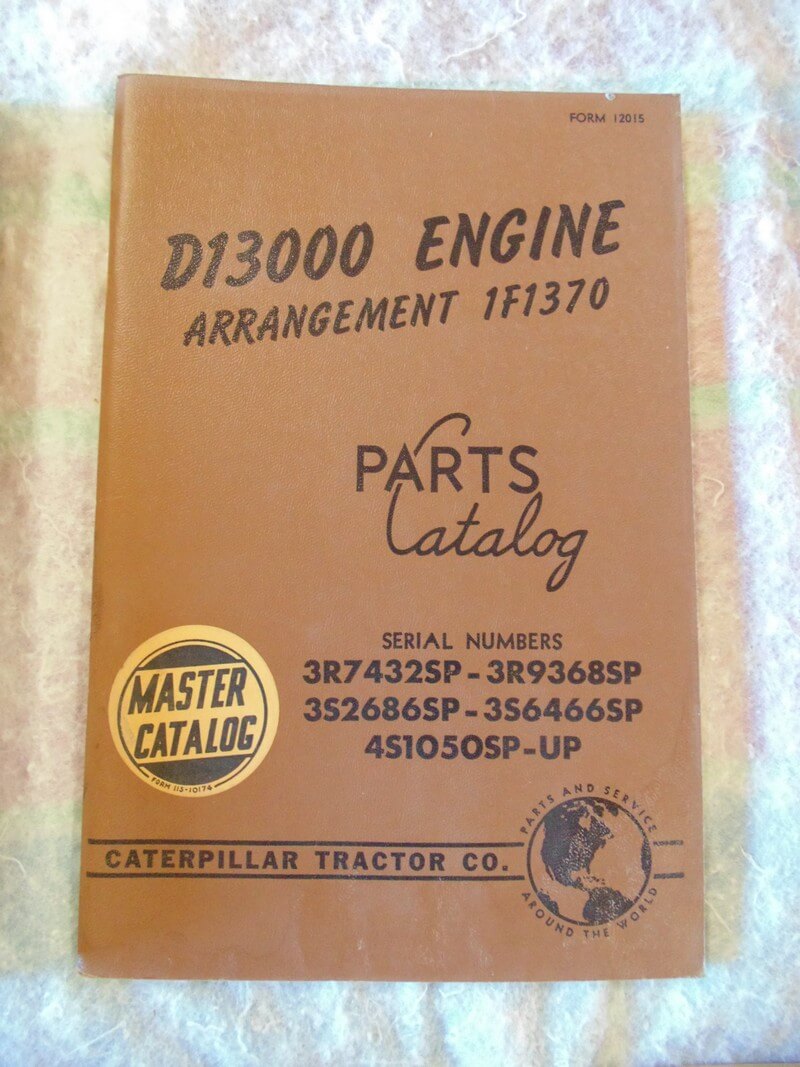 FORM 12015
D13000 ENGINE
ARRANGEMENT 1F1370
PARTS
Catalog
SERIAL NUMBERS
3R7432SP-3R9368SP
3S2686SP-3S6466SP
4S1050SP-UP
MASTER
CATALOG
FORM 115-10174
PARTS AND SERVICE
AROUND THE WORLD
CATERPILLAR TRACTOR CO.